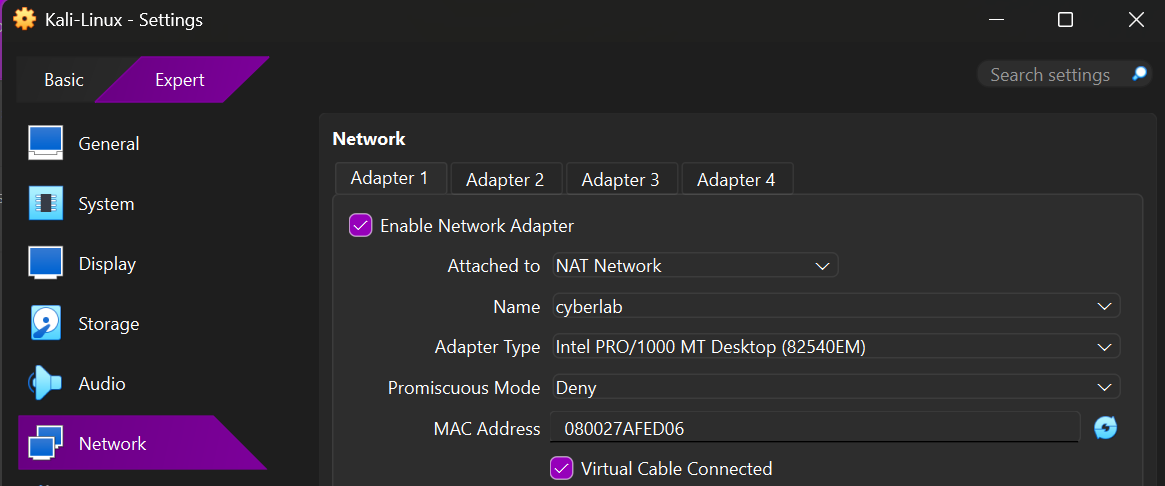 Kali-Linux - Settings
Basic
Expert
Search settings
General
System
Display
Storage
Audio
Network
Network
Adapter 1
Adapter 2
Adapter 3
Adapter 4
Enable Network Adapter
Attached to NAT Network
Name cyberlab
Adapter Type Intel PRO/1000 MT Desktop (82540EM)
Promiscuous Mode Deny
MAC Address 080027AFED06
Virtual Cable Connected